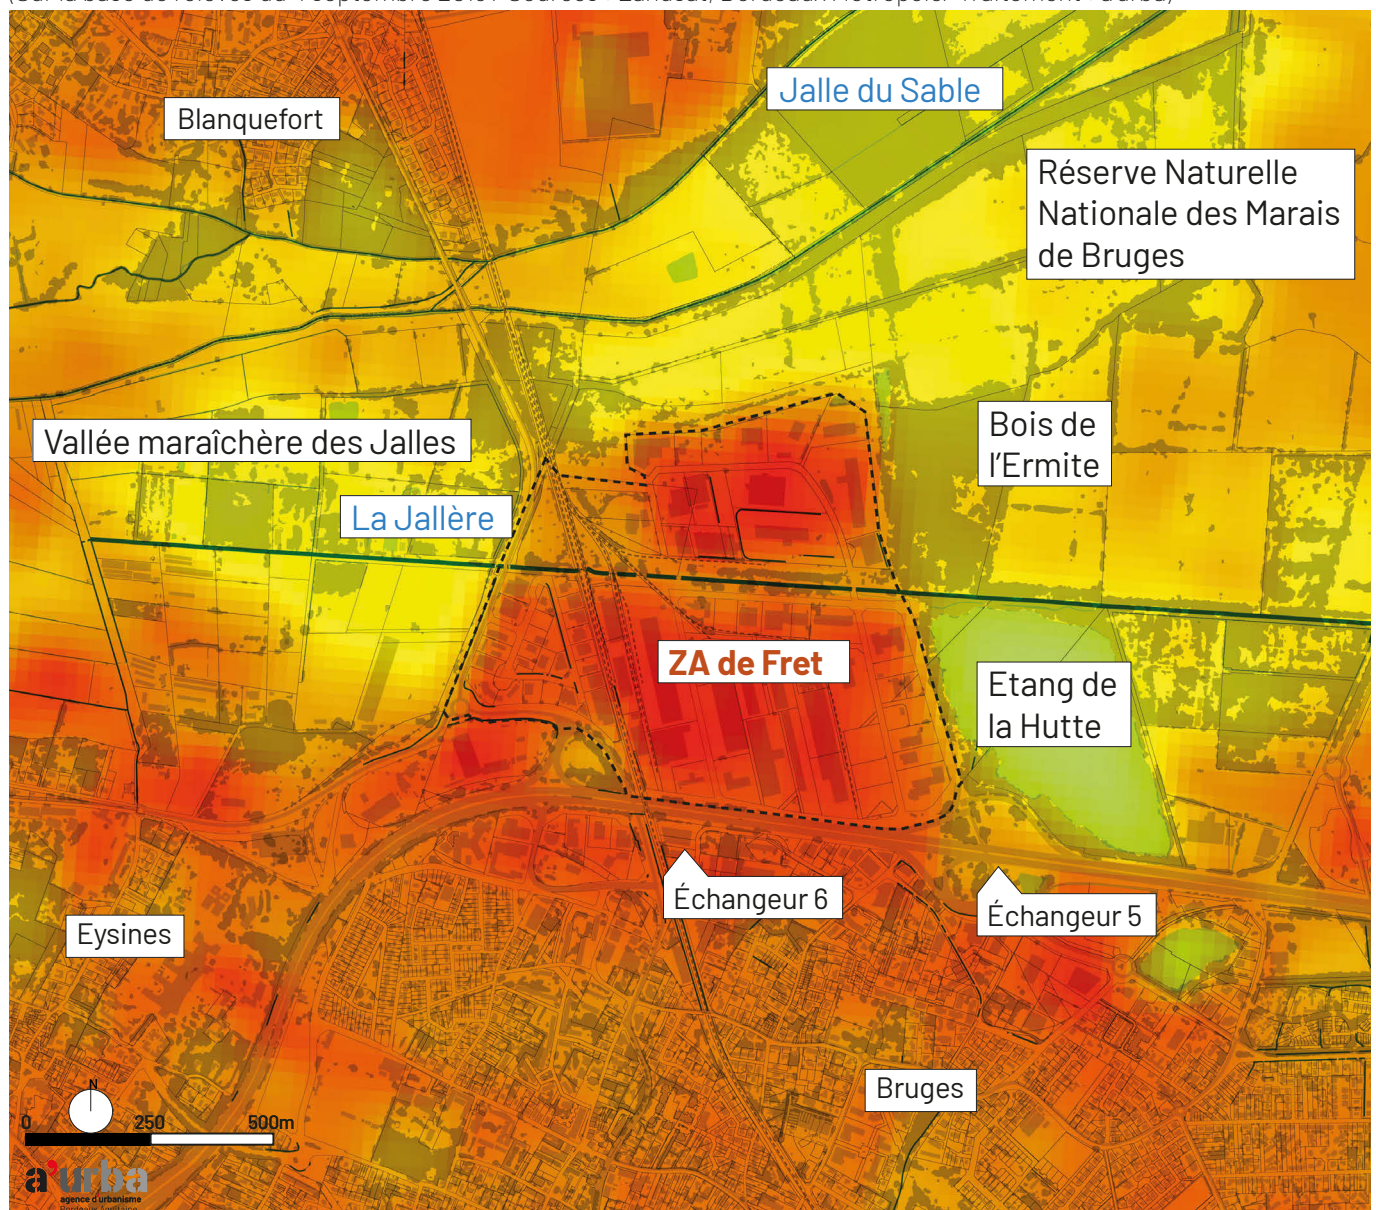 Blanquefort
Jalle du Sable
Réserve Naturelle
Nationale des Marais
de Bruges
Vallée maraîchère des Jalles
Bois de
l'Ermite
La Jallère
ZA de Fret
Etang de
la Hutte
Échangeur 6
Échangeur 5
Eysines
Bruges
N
0 250 500m
a'urba
agence d'urbanisme
Bordeaux Aquitaine